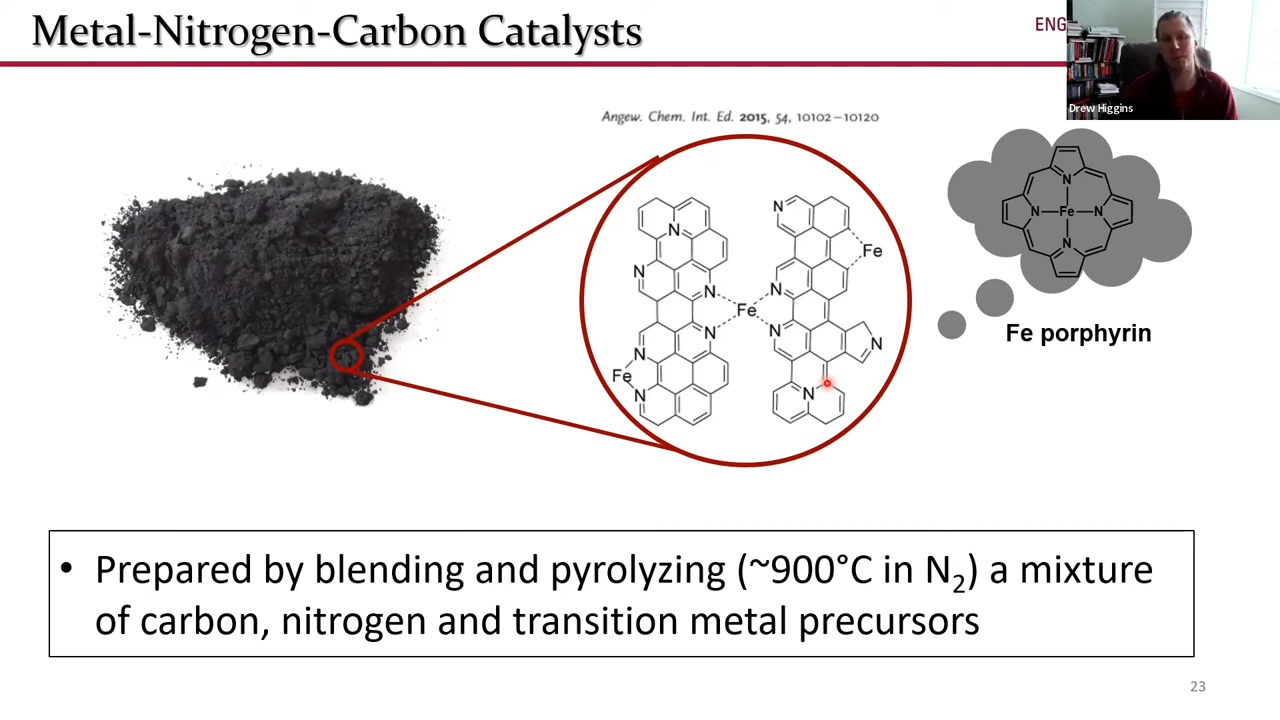 Metal-Nitrogen-Carbon Catalysts
ENG
Drew Higgins
Angew. Chem. Int. Ed. 2015, 54, 10102–10120
N
N
N
N
N
Fe
N
N
N
Fe
N
N
Fe
N
N
N
N
Fe
N
N
Fe porphyrin
• Prepared by blending and pyrolyzing (~900°C in N₂) a mixture
of carbon, nitrogen and transition metal precursors
23